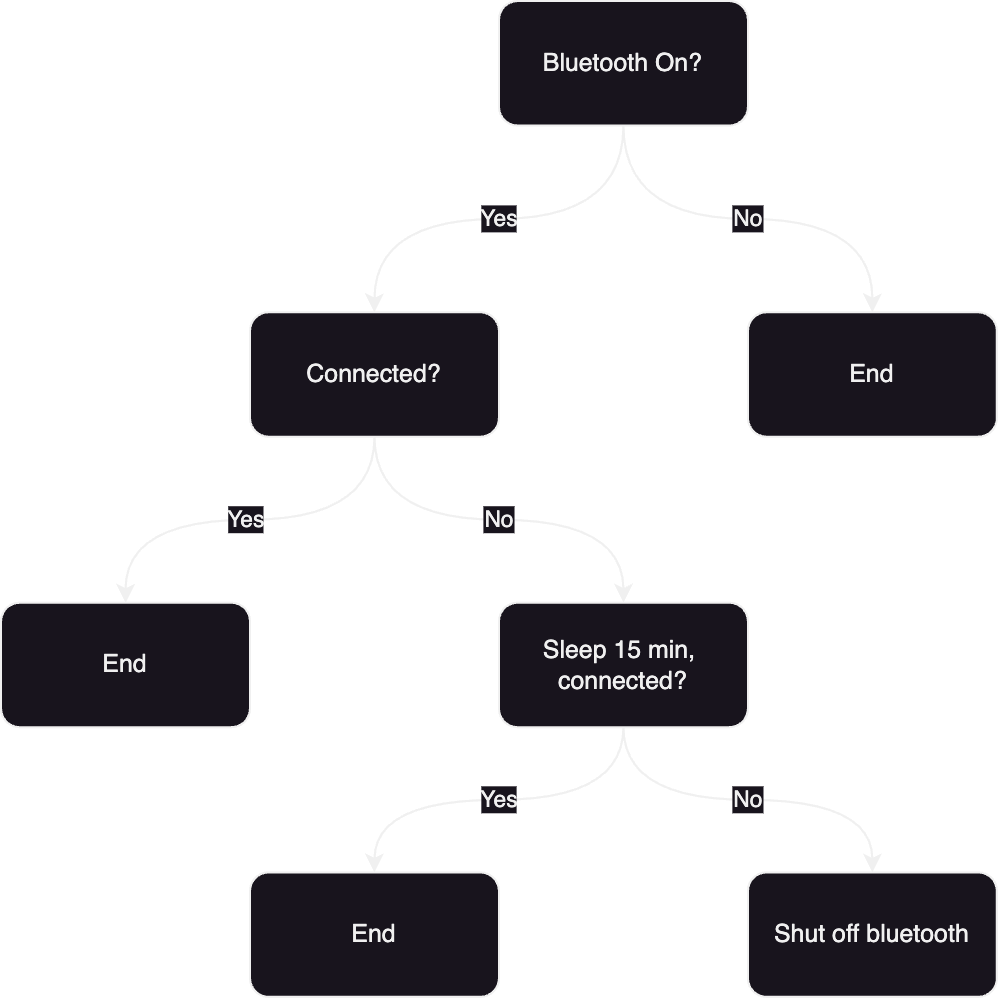 Bluetooth On?
Yes
No
Connected?
End
Yes
No
End
Sleep 15 min,
connected?
Yes
No
End
Shut off bluetooth